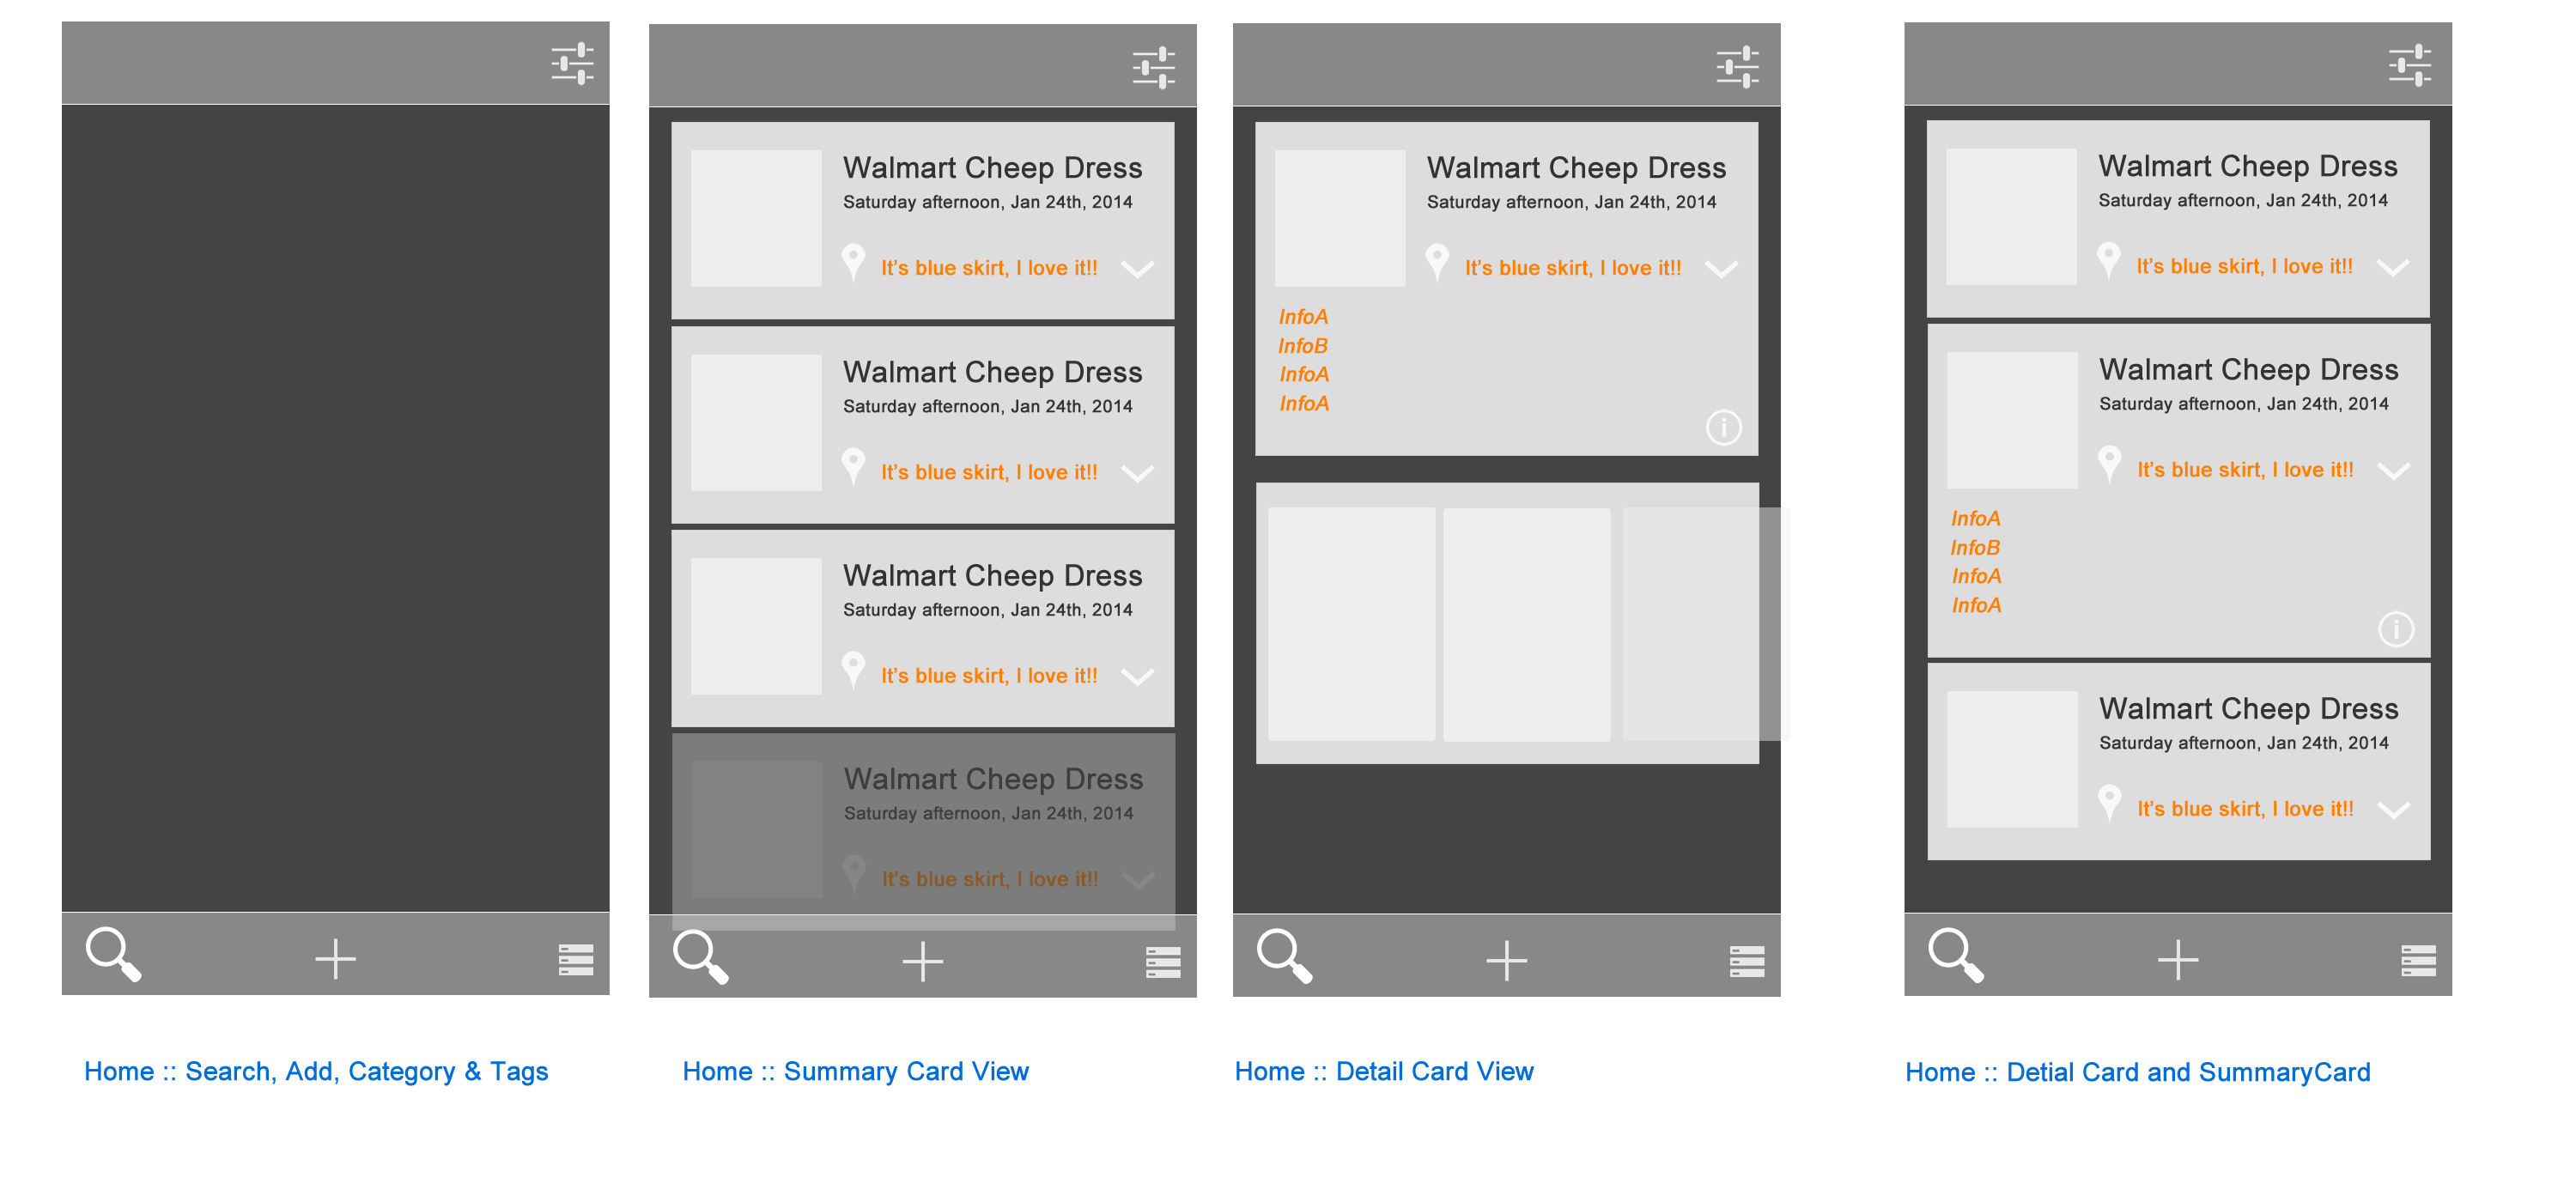 Walmart Cheep Dress
Saturday afternoon, Jan 24th, 2014
It's blue skirt, I love it!!
Walmart Cheep Dress
Saturday afternoon, Jan 24th, 2014
It's blue skirt, I love it!!
Walmart Cheep Dress
Saturday afternoon, Jan 24th, 2014
It's blue skirt, I love it!!
Walmart Cheep Dress
Saturday afternoon, Jan 24th, 2014
It's blue skirt, I love it!!
Walmart Cheep Dress
Saturday afternoon, Jan 24th, 2014
It's blue skirt, I love it!!
InfoA
InfoB
InfoA
InfoA
Walmart Cheep Dress
Saturday afternoon, Jan 24th, 2014
It's blue skirt, I love it!!
Walmart Cheep Dress
Saturday afternoon, Jan 24th, 2014
It's blue skirt, I love it!!
InfoA
InfoB
InfoA
InfoA
Walmart Cheep Dress
Saturday afternoon, Jan 24th, 2014
It's blue skirt, I love it!!
Home :: Search, Add, Category & Tags
Home :: Summary Card View
Home :: Detail Card View
Home :: Detial Card and SummaryCard